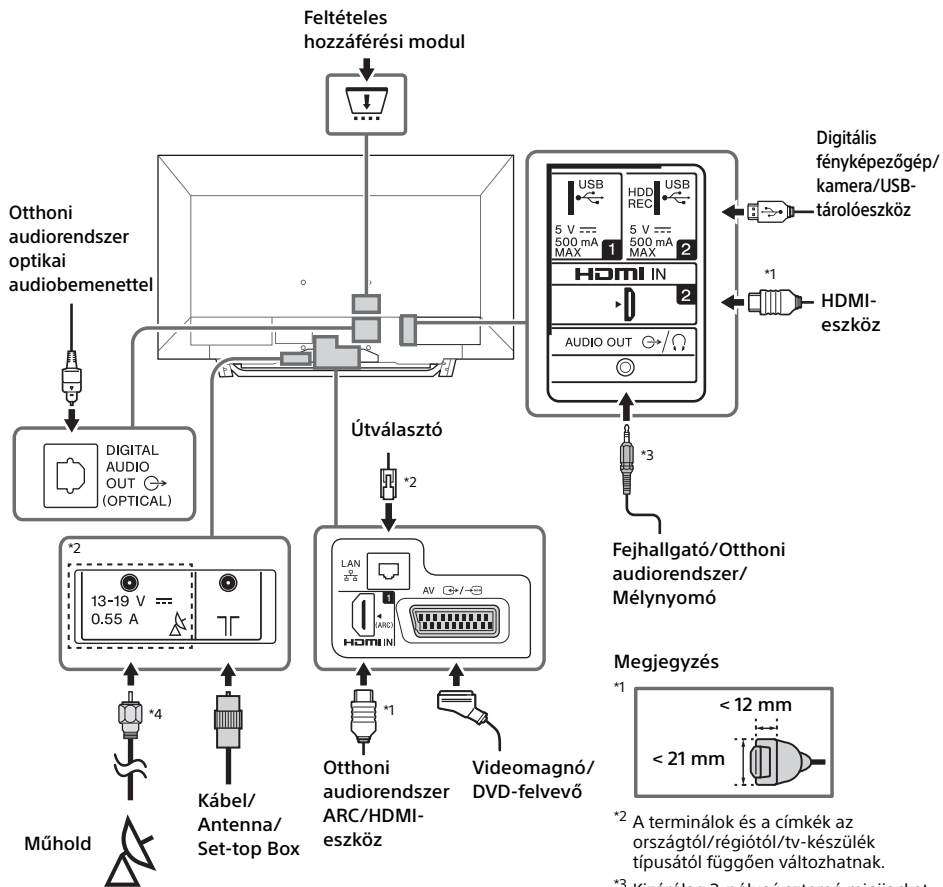 Feltételes
hozzáférési modul
Digitális
fényképezőgép/
kamera/USB-
tárolóeszköz
USB
HDD
REC
USB
5 V
500 mA
MAX
1
5 V
500 mA
MAX
2
HDMI IN
2
*1
HDMI-
eszköz
AUDIO OUT
Otthoni
audiorendszer
optikai
audiobemenettel
DIGITAL
AUDIO
OUT
(OPTICAL)
Útválasztó
*2
*3
Fejhallgató/Otthoni
audiorendszer/
Mélynyomó
*2
13-19 V
0.55 A
LAN
1
(ARC)
HDMI IN
AV
*4
*1
Műhold
Kábel/
Antenna/
Set-top Box
Otthoni
audiorendszer
ARC/HDMI-
eszköz
Videomagnó/
DVD-felvevő
Megjegyzés
*1
< 12 mm
< 21 mm
*2 A terminálok és a címkék az
országtól/régiótól/tv-készülék
típusától függően változhatnak.